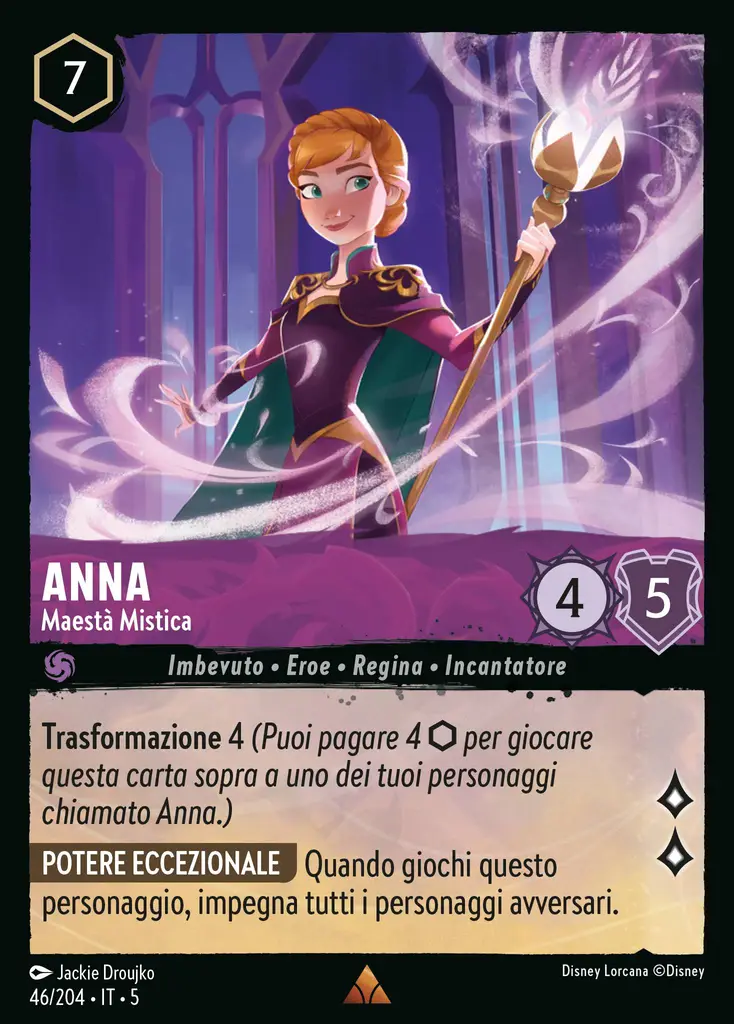 7
ANNA
Maestà Mistica
4
5
Imbevuto • Eroe • Regina • Incantatore
Trasformazione 4 (Puoi pagare 4 ⬡ per giocare
questa carta sopra a uno dei tuoi personaggi
chiamato Anna.)
POTERE ECCEZIONALE Quando giochi questo
personaggio, impegna tutti i personaggi avversari.
Jackie Droujko
Disney Lorcana ©Disney
46/204 • IT • 5